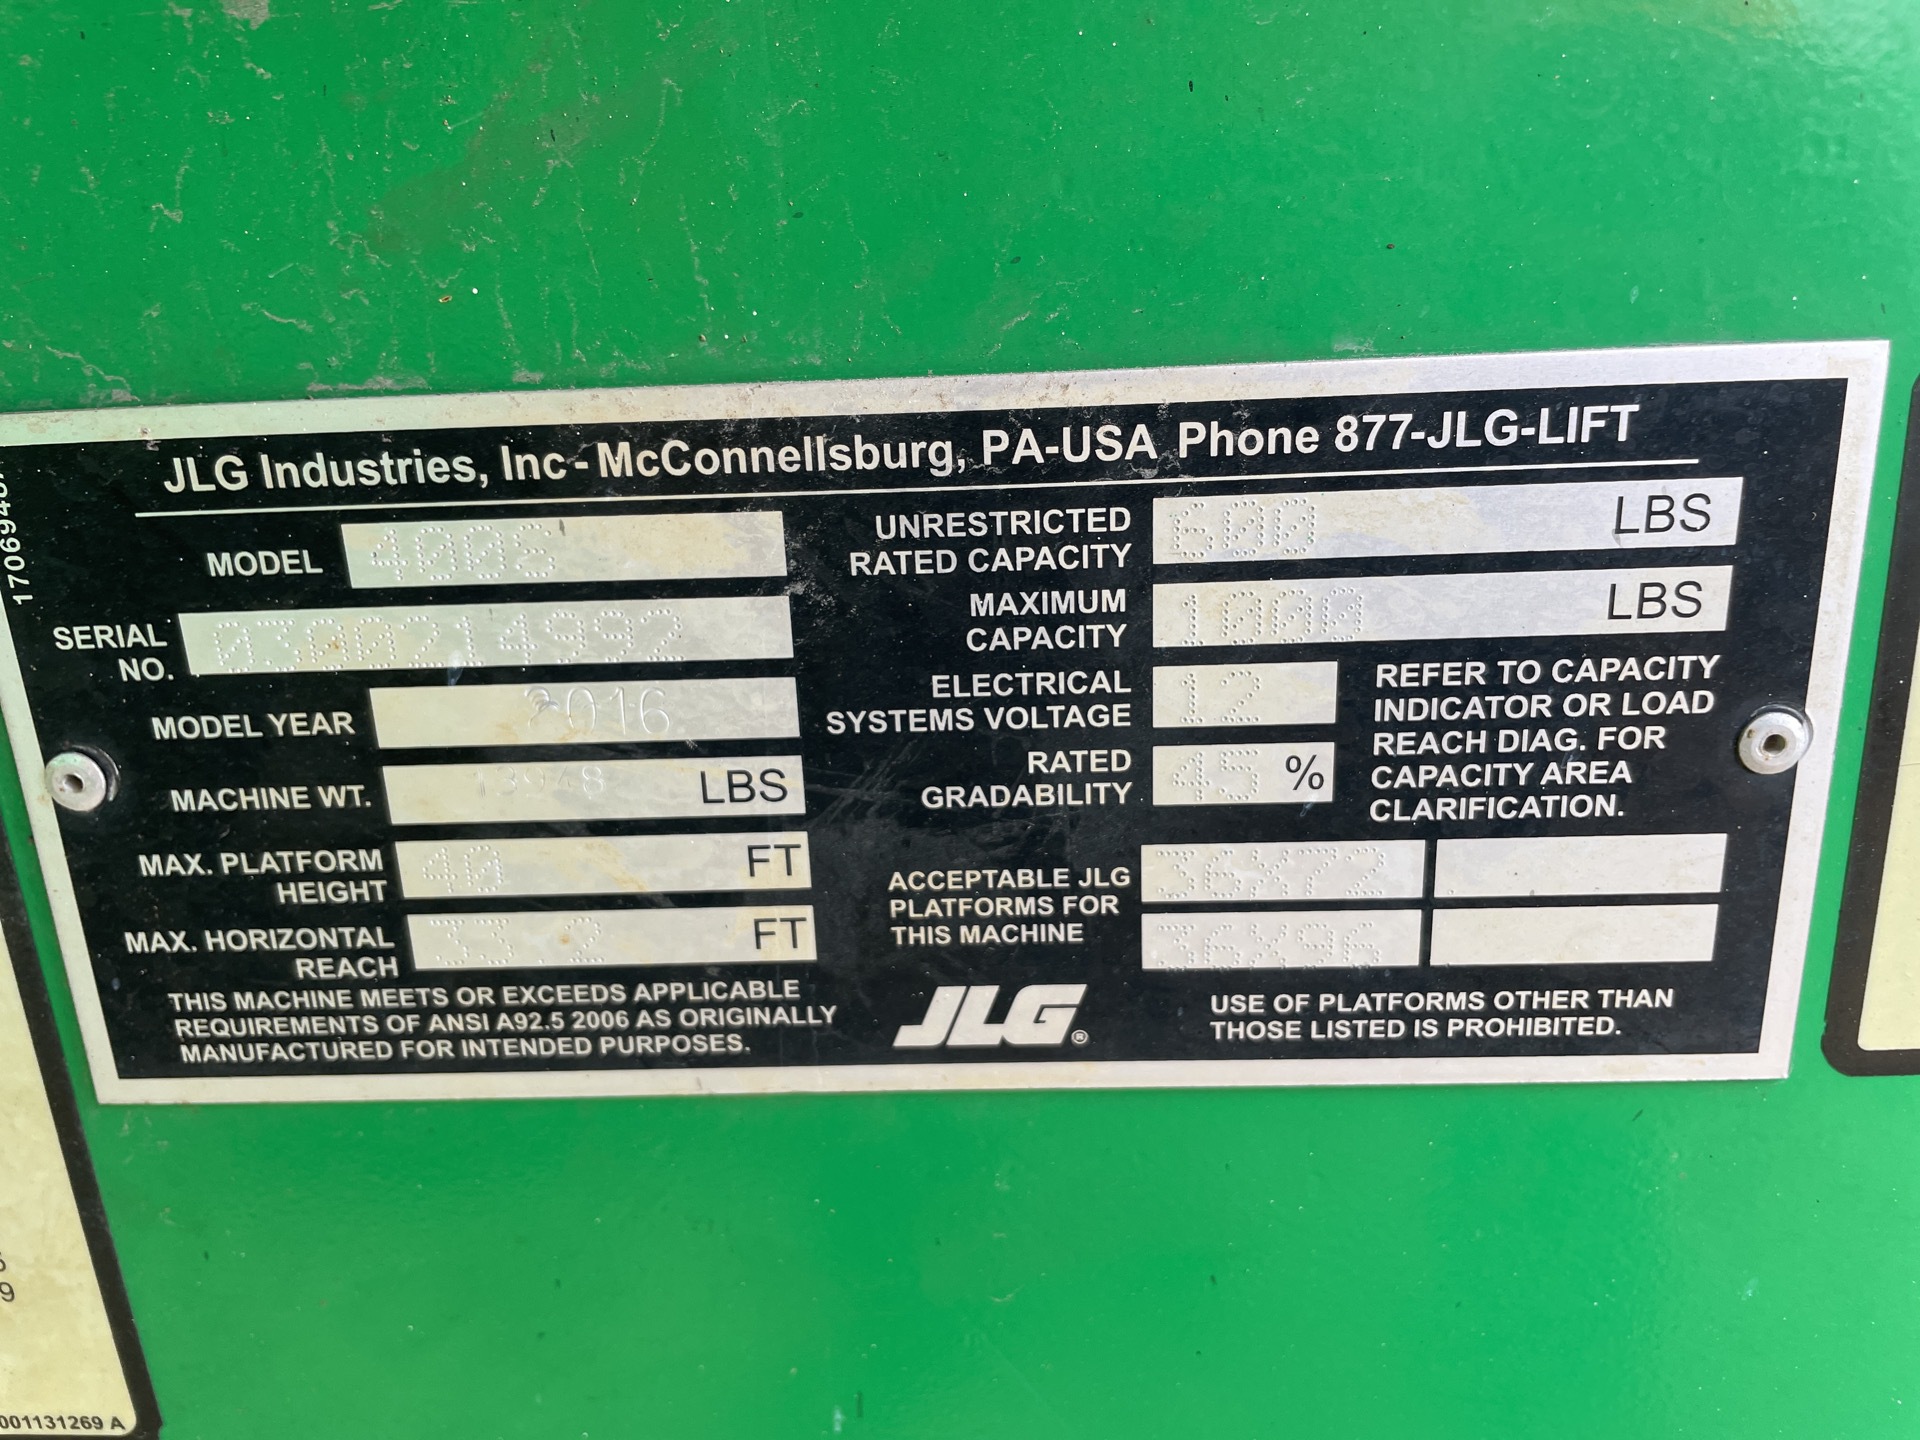 JLG Industries, Inc - McConnellsburg, PA-USA Phone 877-JLG-LIFT
MODEL 400S
SERIAL NO. 0300214992
MODEL YEAR 2016
MACHINE WT. 13948 LBS
MAX. PLATFORM HEIGHT 40 FT
MAX. HORIZONTAL REACH 33.2 FT
THIS MACHINE MEETS OR EXCEEDS APPLICABLE
REQUIREMENTS OF ANSI A92.5 2006 AS ORIGINALLY
MANUFACTURED FOR INTENDED PURPOSES.
UNRESTRICTED
RATED CAPACITY 600 LBS
MAXIMUM
CAPACITY 1000 LBS
ELECTRICAL
SYSTEMS VOLTAGE 12
RATED
GRADABILITY 45 %
REFER TO CAPACITY
INDICATOR OR LOAD
REACH DIAG. FOR
CAPACITY AREA
CLARIFICATION.
ACCEPTABLE JLG
PLATFORMS FOR
THIS MACHINE
36X72
36X96
JLG®
USE OF PLATFORMS OTHER THAN
THOSE LISTED IS PROHIBITED.
001131269 A